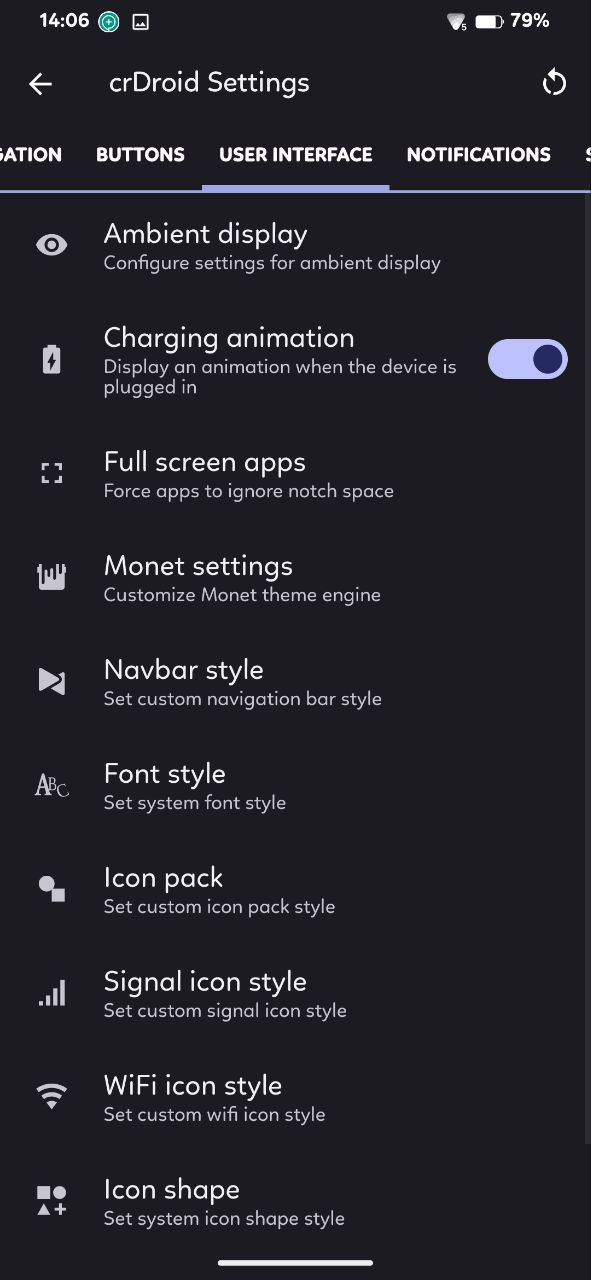 14:06
5
79%
crDroid Settings
GATION BUTTONS USER INTERFACE NOTIFICATIONS S
Ambient display
Configure settings for ambient display
Charging animation
Display an animation when the device is
plugged in
Full screen apps
Force apps to ignore notch space
Monet settings
Customize Monet theme engine
Navbar style
Set custom navigation bar style
ABC
Font style
Set system font style
Icon pack
Set custom icon pack style
Signal icon style
Set custom signal icon style
WiFi icon style
Set custom wifi icon style
Icon shape
Set system icon shape style